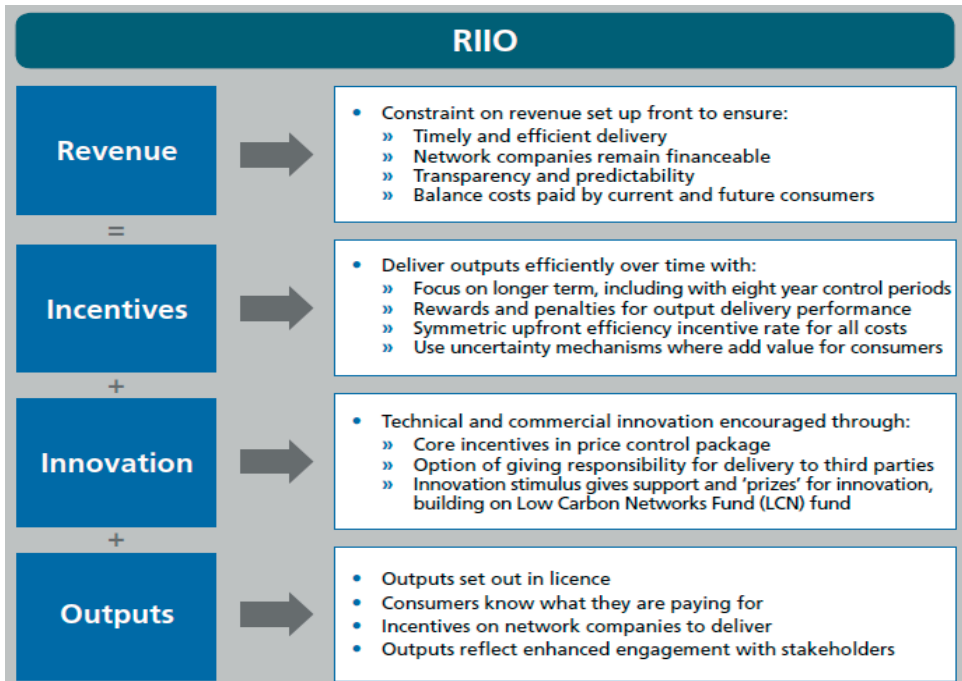 RIIO
Revenue
• Constraint on revenue set up front to ensure:
» Timely and efficient delivery
» Network companies remain financeable
» Transparency and predictability
» Balance costs paid by current and future consumers
=
Incentives
• Deliver outputs efficiently over time with:
» Focus on longer term, including with eight year control periods
» Rewards and penalties for output delivery performance
» Symmetric upfront efficiency incentive rate for all costs
» Use uncertainty mechanisms where add value for consumers
+
Innovation
• Technical and commercial innovation encouraged through:
» Core incentives in price control package
» Option of giving responsibility for delivery to third parties
» Innovation stimulus gives support and ‘prizes’ for innovation,
building on Low Carbon Networks Fund (LCN) fund
+
Outputs
• Outputs set out in licence
• Consumers know what they are paying for
• Incentives on network companies to deliver
• Outputs reflect enhanced engagement with stakeholders